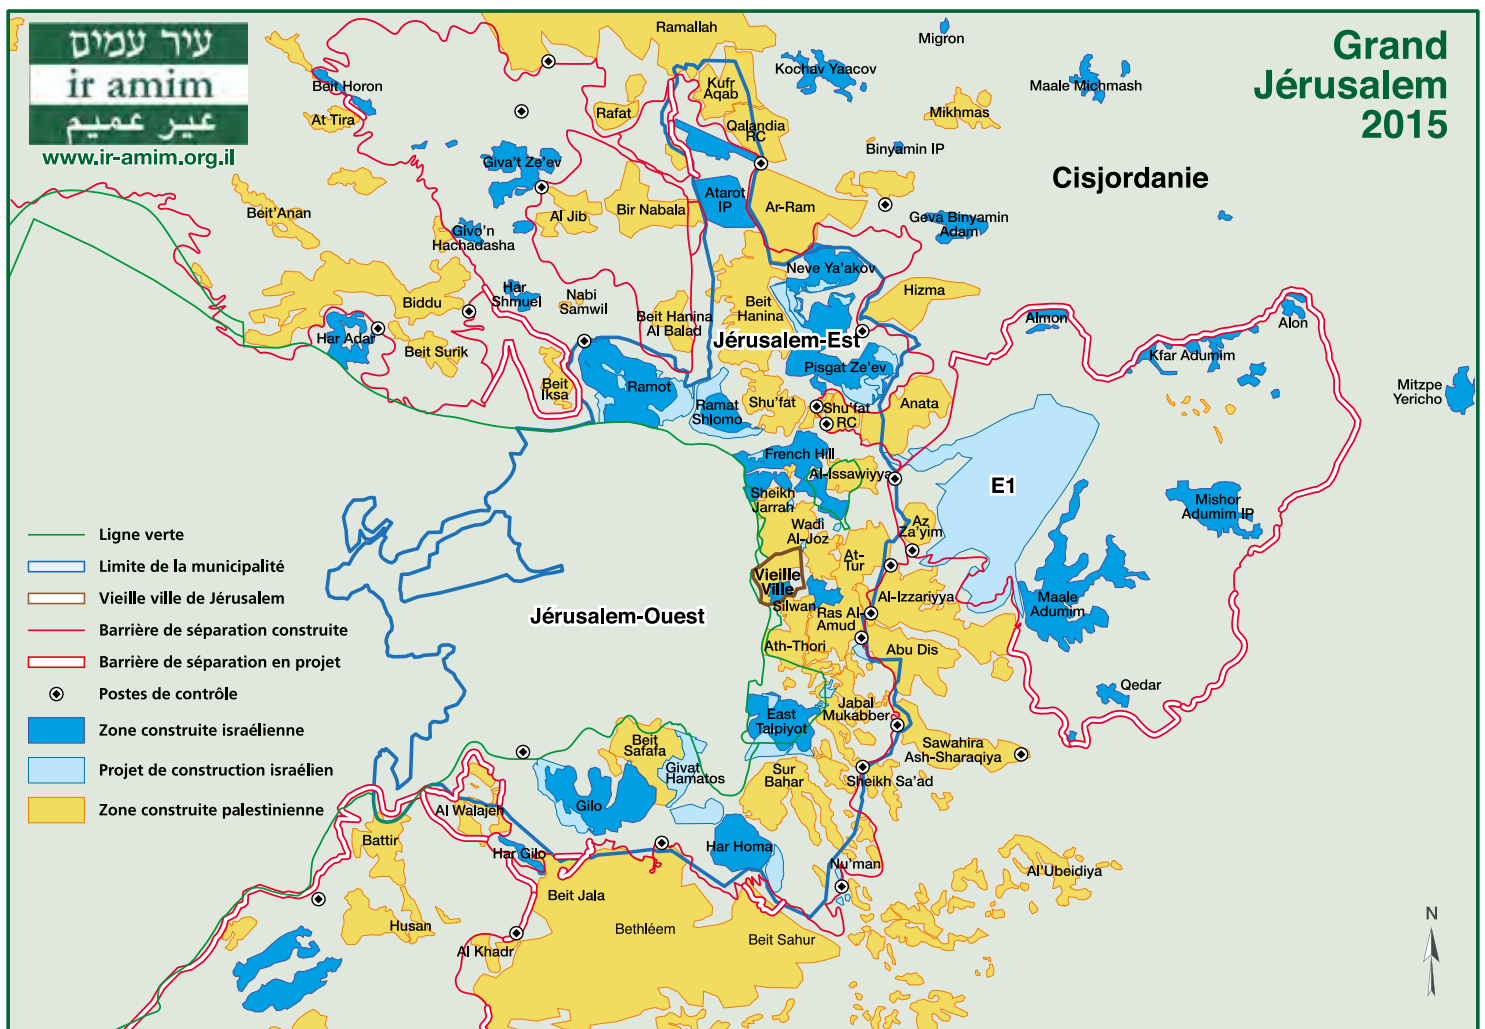 עיר עמים
ir amim
عير عميم
www.ir-amim.org.il
Grand
Jérusalem
2015
Cisjordanie
Ramallah
Migron
Kochav Yaacov
Maale Michmash
Beit Horon
Kufr
Aqab
At Tira
Rafat
Mikhmas
Qalandia
RC
Binyamin IP
Giva't Ze'ev
Atarot
IP
Beit'Anan
Al Jib
Bir Nabala
Ar-Ram
Geva Binyamin
Adam
Givo'n
Hachadasha
Neve Ya'akov
Har
Shmuel
Nabi
Samwil
Hizma
Biddu
Beit
Hanina
Beit Hanina
Al Balad
Almon
Alon
Har Adar
Beit Surik
Jérusalem-Est
Kfar Adumim
Pisgat Ze'ev
Beit
Iksa
Ramot
Mitzpe
Yericho
Ramat
Shlomo
Shu'fat
Shu'fat
RC
Anata
French Hill
Al-Issawiyya
E1
Sheikh
Jarrah
Mishor
Adumim IP
Wadi
Al-Joz
Az
Za'yim
At-
Tur
Ligne verte
Limite de la municipalité
Vieille ville de Jérusalem
Barrière de séparation construite
Barrière de séparation en projet
Postes de contrôle
Zone construite israélienne
Projet de construction israélien
Zone construite palestinienne
Vieille
Ville
Jérusalem-Ouest
Silwan
Ras Al-
Amud
Al-Izzariyya
Maale
Adumim
Ath-Thori
Abu Dis
Qedar
East
Talpiyot
Jabal
Mukabber
Beit
Safafa
Givat
Hamatos
Sawahira
Ash-Sharaqiya
Sur
Bahar
Sheikh Sa'ad
Gilo
Al Walajeh
Battir
Har Gilo
Har Homa
Nu'man
Al'Ubeidiya
Beit Jala
Husan
Bethléem
Beit Sahur
Al Khadr
N